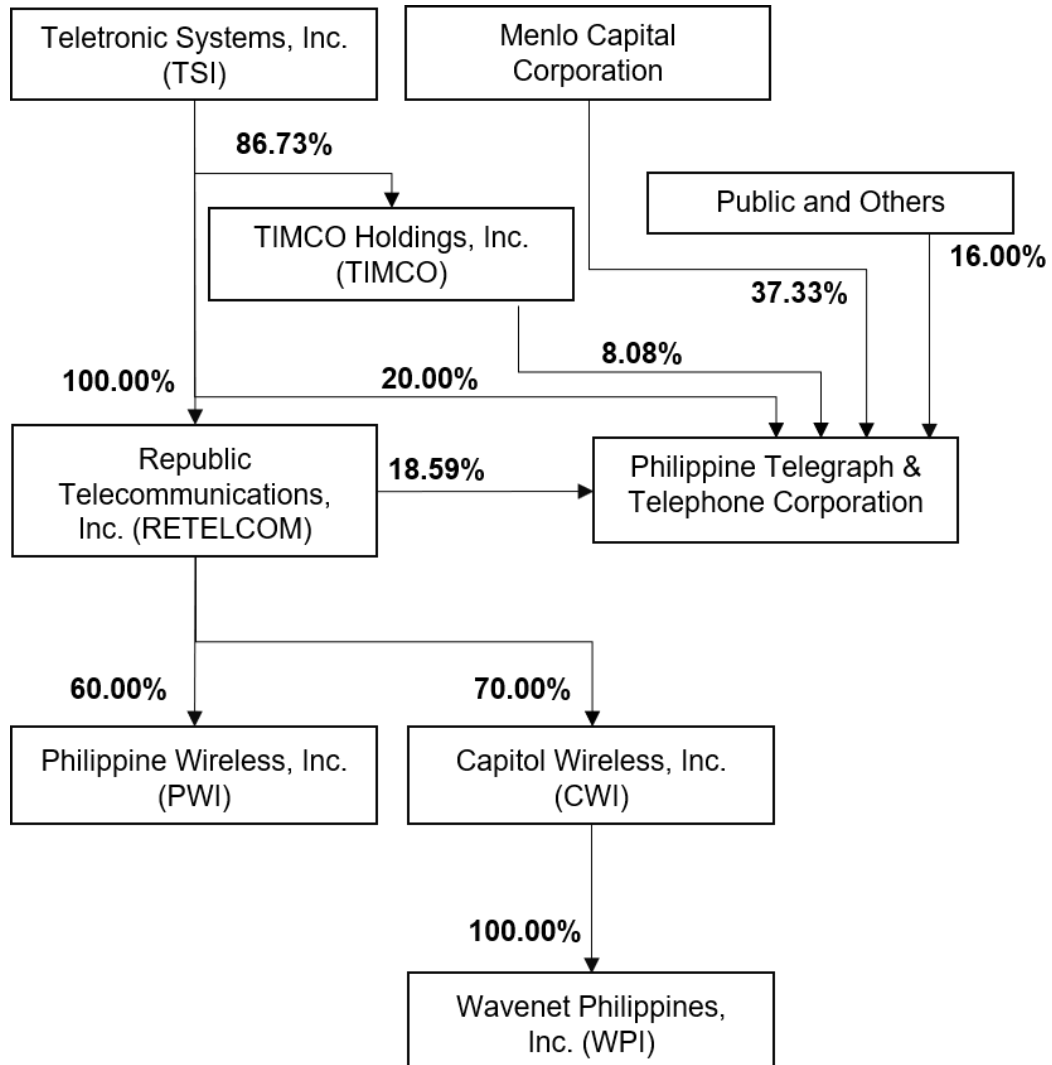 Teletronic Systems, Inc.
(TSI)
Menlo Capital
Corporation
86.73%
Public and Others
TIMCO Holdings, Inc.
(TIMCO)
16.00%
37.33%
8.08%
100.00%
20.00%
Republic
Telecommunications,
Inc. (RETELCOM)
18.59%
Philippine Telegraph &
Telephone Corporation
60.00%
70.00%
Philippine Wireless, Inc.
(PWI)
Capitol Wireless, Inc.
(CWI)
100.00%
Wavenet Philippines,
Inc. (WPI)